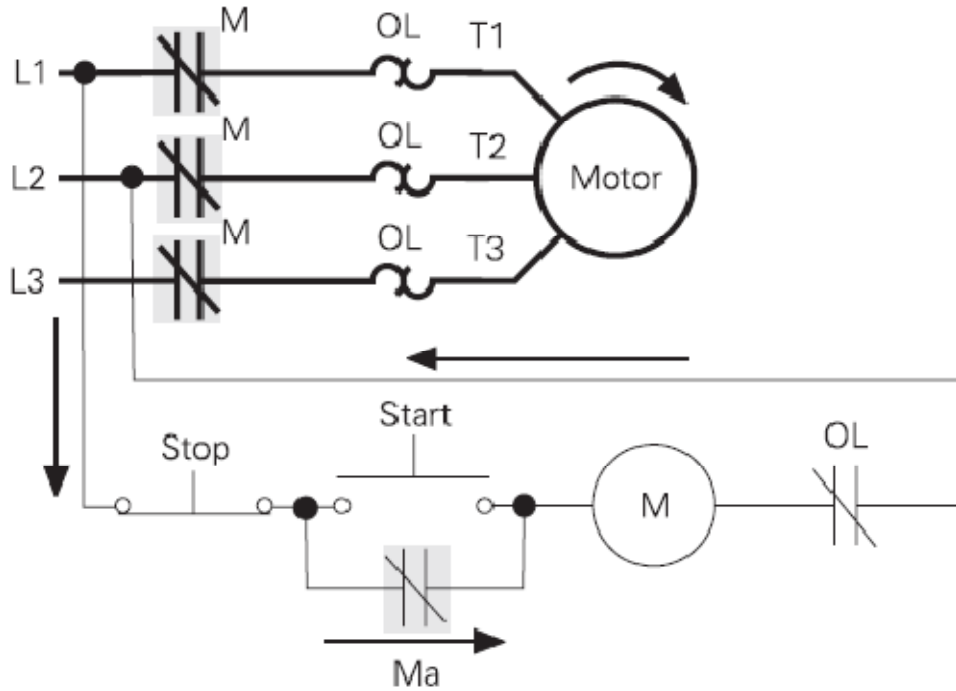 M OL T1
L1
M OL T2
L2 Motor
M OL T3
L3
Start
Stop OL
M
Ma